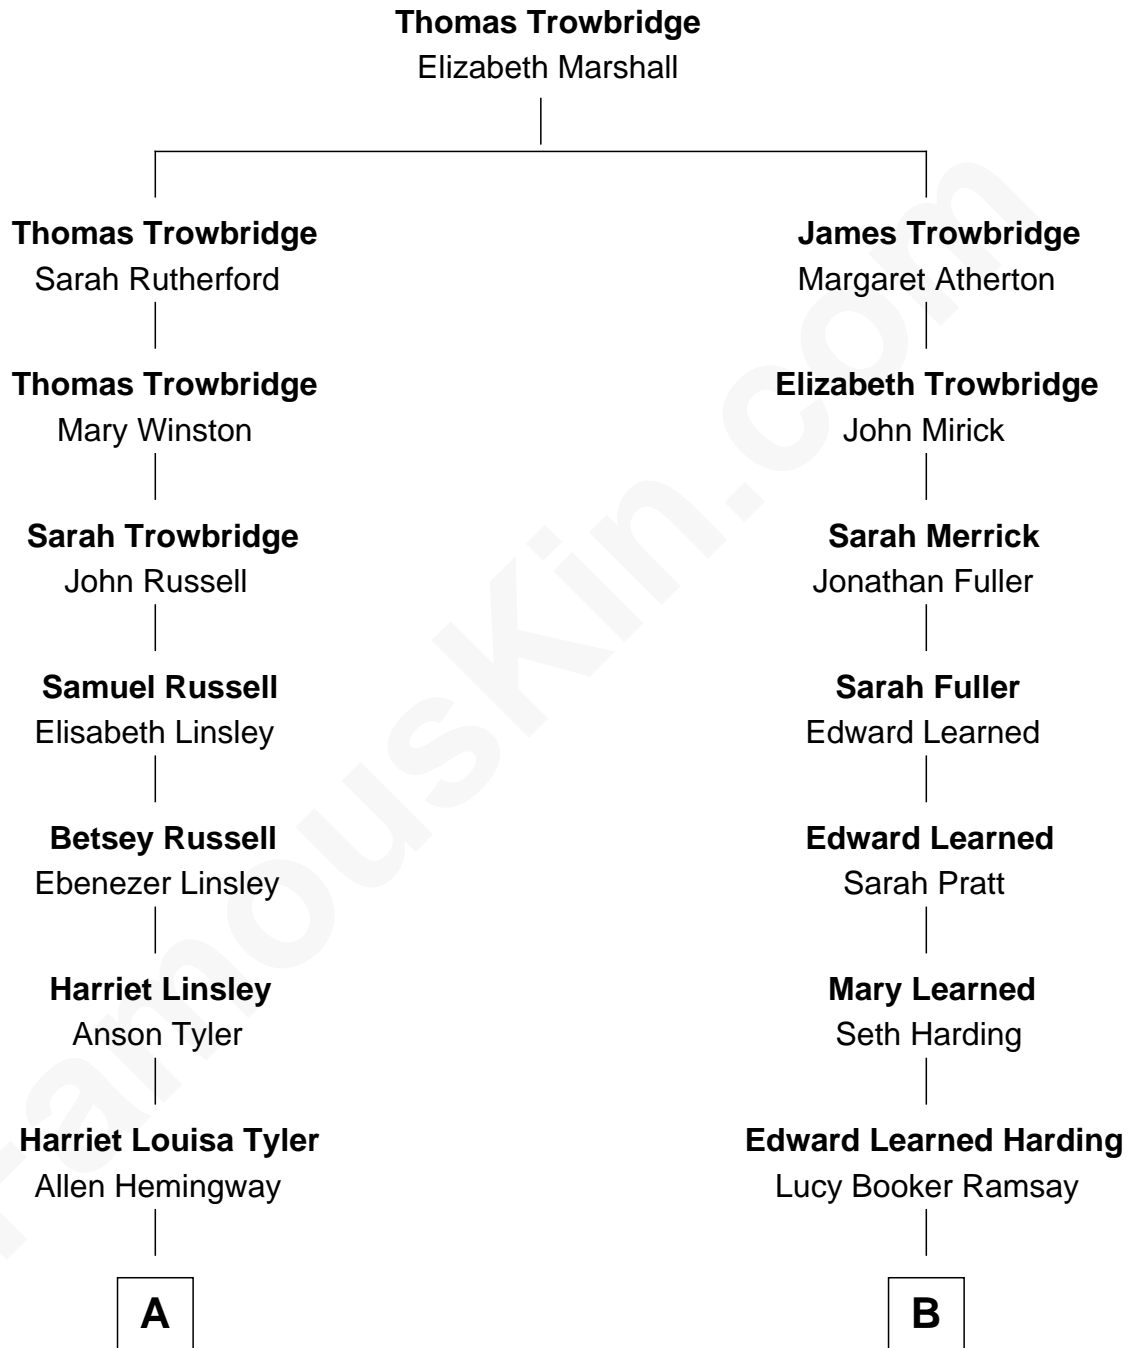 Thomas Trowbridge
Elizabeth Marshall
Thomas Trowbridge
Sarah Rutherford
James Trowbridge
Margaret Atherton
Thomas Trowbridge
Mary Winston
Elizabeth Trowbridge
John Mirick
Sarah Trowbridge
John Russell
Sarah Merrick
Jonathan Fuller
Samuel Russell
Elisabeth Linsley
Sarah Fuller
Edward Learned
Betsey Russell
Ebenezer Linsley
Edward Learned
Sarah Pratt
Harriet Linsley
Anson Tyler
Mary Learned
Seth Harding
Harriet Louisa Tyler
Allen Hemingway
Edward Learned Harding
Lucy Booker Ramsay
A
B
FamousKin.com